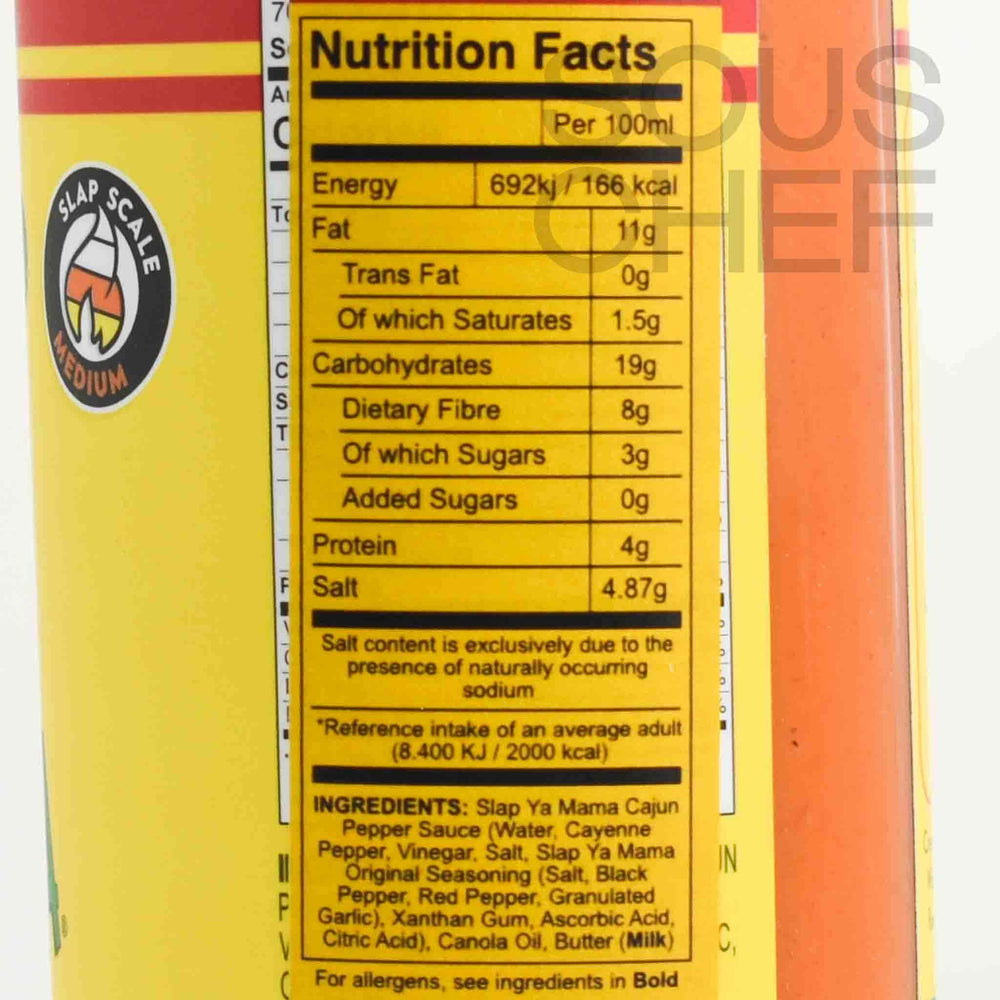 Nutrition Facts
Per 100ml
Energy 692kj / 166 kcal
Fat 11g
Trans Fat 0g
Of which Saturates 1.5g
Carbohydrates 19g
Dietary Fibre 8g
Of which Sugars 3g
Added Sugars 0g
Protein 4g
Salt 4.87g
Salt content is exclusively due to the
presence of naturally occurring
sodium
*Reference intake of an average adult
(8.400 KJ / 2000 kcal)
INGREDIENTS: Slap Ya Mama Cajun
Pepper Sauce (Water, Cayenne
Pepper, Vinegar, Salt, Slap Ya Mama
Original Seasoning (Salt, Black
Pepper, Red Pepper, Granulated
Garlic), Xanthan Gum, Ascorbic Acid,
Citric Acid), Canola Oil, Butter (Milk)
For allergens, see ingredients in Bold
SLAP SCALE
MEDIUM
SOUS
CHEF